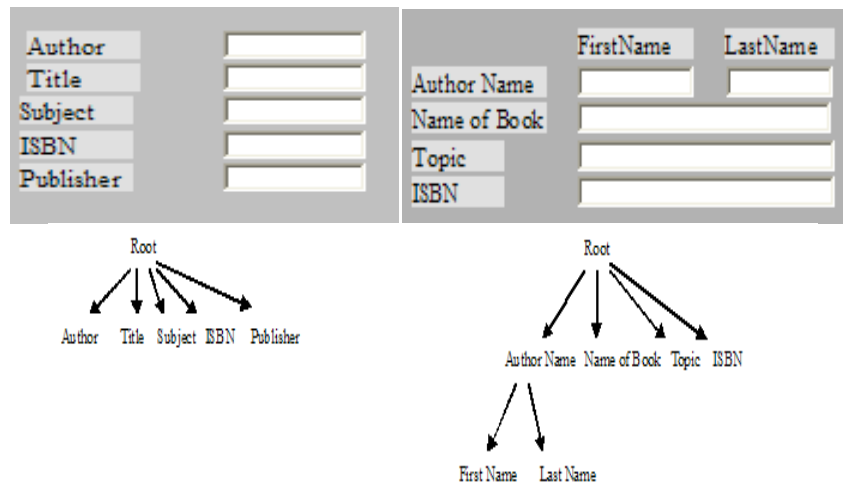 Author
Title
Subject
ISBN
Publisher
FirstName LastName
Author Name
Name of Book
Topic
ISBN
Root
Author Title Subject ISBN Publisher
Root
Author Name Name of Book Topic ISBN
First Name Last Name